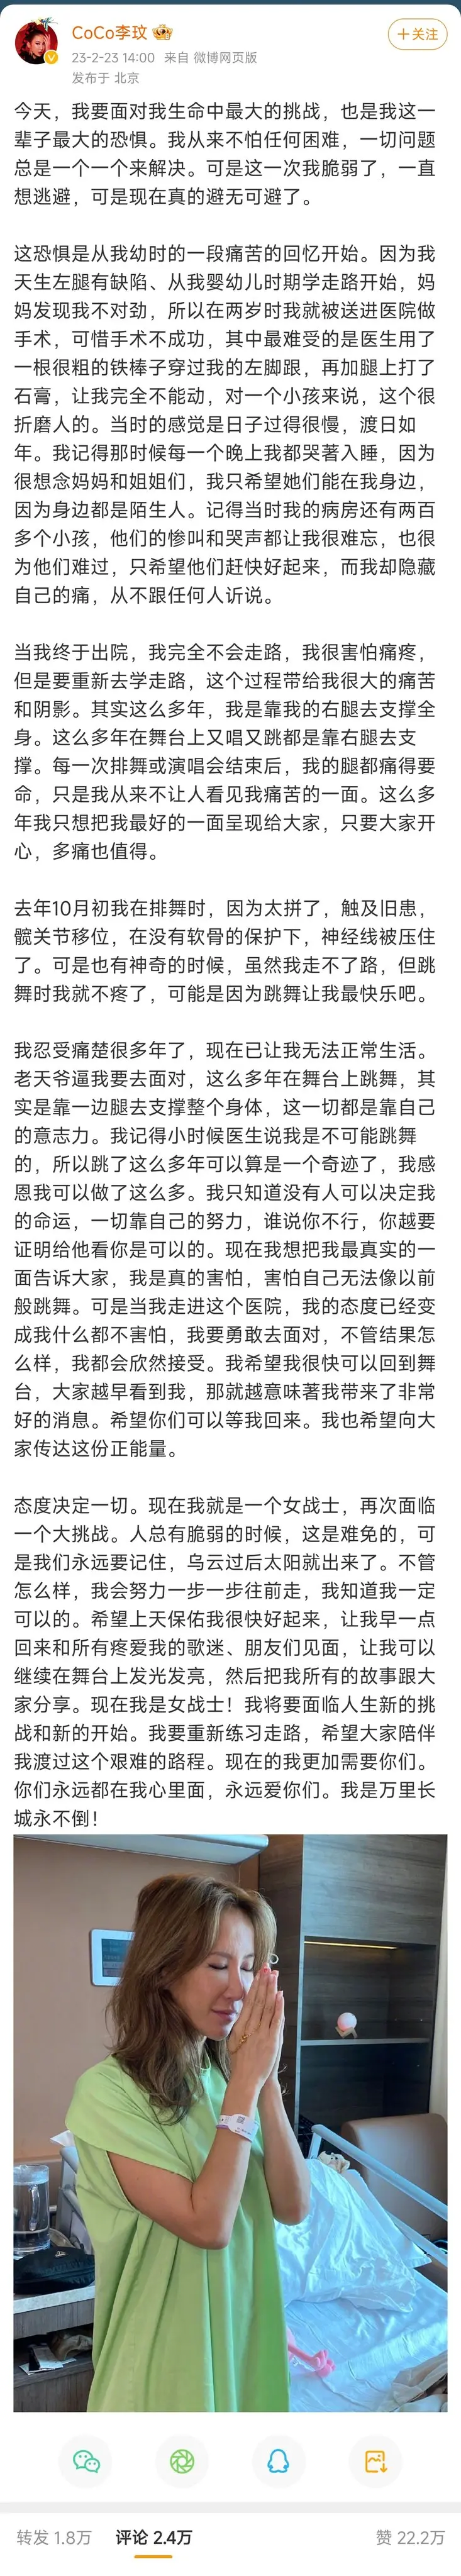 CoCo李玟
＋关注
23-2-23 14:00 来自 微博网页版
发布于 北京
今天，我要面对我生命中最大的挑战，也是我这一
辈子最大的恐惧。我从来不怕任何困难，一切问题
总是一个一个来解决。可是这一次我脆弱了，一直
想逃避，可是现在真的避无可避了。
这恐惧是从我幼时的一段痛苦的回忆开始。因为我
天生左腿有缺陷、从我婴幼儿时期学走路开始，妈
妈发现我不对劲，所以在两岁时我就被送进医院做
手术，可惜手术不成功，其中最难受的是医生用了
一根很粗的铁棒子穿过我的左脚跟，再加腿上打了
石膏，让我完全不能动，对一个小孩来说，这个很
折磨人的。当时的感觉是日子过得很慢，渡日如
年。我记得那时候每一个晚上我都哭著入睡，因为
很想念妈妈和姐姐们，我只希望她们能在我身边，
因为身边都是陌生人。记得当时我的病房还有两百
多个小孩，他们的惨叫和哭声都让我很难忘，也很
为他们难过，只希望他们赶快好起来，而我却隐藏
自己的痛，从不跟任何人诉说。
当我终于出院，我完全不会走路，我很害怕痛疼，
但是要重新去学走路，这个过程带给我很大的痛苦
和阴影。其实这么多年，我是靠我的右腿去支撑全
身。这么多年在舞台上又唱又跳都是靠右腿去支
撑。每一次排舞或演唱会结束后，我的腿都痛得要
命，只是我从来不让人看见我痛苦的一面。这么多
年我只想把我最好的一面呈现给大家，只要大家开
心，多痛也值得。
去年10月初我在排舞时，因为太拼了，触及旧患，
髋关节移位，在没有软骨的保护下，神经线被压住
了。可是也有神奇的时候，虽然我走不了路，但跳
舞时我就不疼了，可能是因为跳舞让我最快乐吧。
我忍受痛楚很多年了，现在已让我无法正常生活。
老天爷逼我要去面对，这么多年在舞台上跳舞，其
实是靠一边腿去支撑整个身体，这一切都是靠自己
的意志力。我记得小时候医生说我是不可能跳舞
的，所以跳了这么多年可以算是一个奇迹了，我感
恩我可以做了这么多。我只知道没有人可以决定我
的命运，一切靠自己的努力，谁说你不行，你越要
证明给他看你是可以的。现在我想把我最真实的一
面告诉大家，我是真的害怕，害怕自己无法像以前
般跳舞。可是当我走进这个医院，我的态度已经变
成我什么都不害怕，我要勇敢去面对，不管结果怎
么样，我都会欣然接受。我希望我很快可以回到舞
台，大家越早看到我，那就越意味著我带来了非常
好的消息。希望你们可以等我回来。我也希望向大
家传达这份正能量。
态度决定一切。现在我就是一个女战士，再次面临
一个大挑战。人总有脆弱的时候，这是难免的，可
是我们永远要记住，乌云过后太阳就出来了。不管
怎么样，我会努力一步一步往前走，我知道我一定
可以的。希望上天保佑我很快好起来，让我早一点
回来和所有疼爱我的歌迷、朋友们见面，让我可以
继续在舞台上发光发亮，然后把我所有的故事跟大
家分享。现在我是女战士！我将要面临人生新的挑
战和新的开始。我要重新练习走路，希望大家陪伴
我渡过这个艰难的路程。现在的我更加需要你们。
你们永远都在我心里面，永远爱你们。我是万里长
城永不倒！
转发 1.8万 评论 2.4万 赞 22.2万